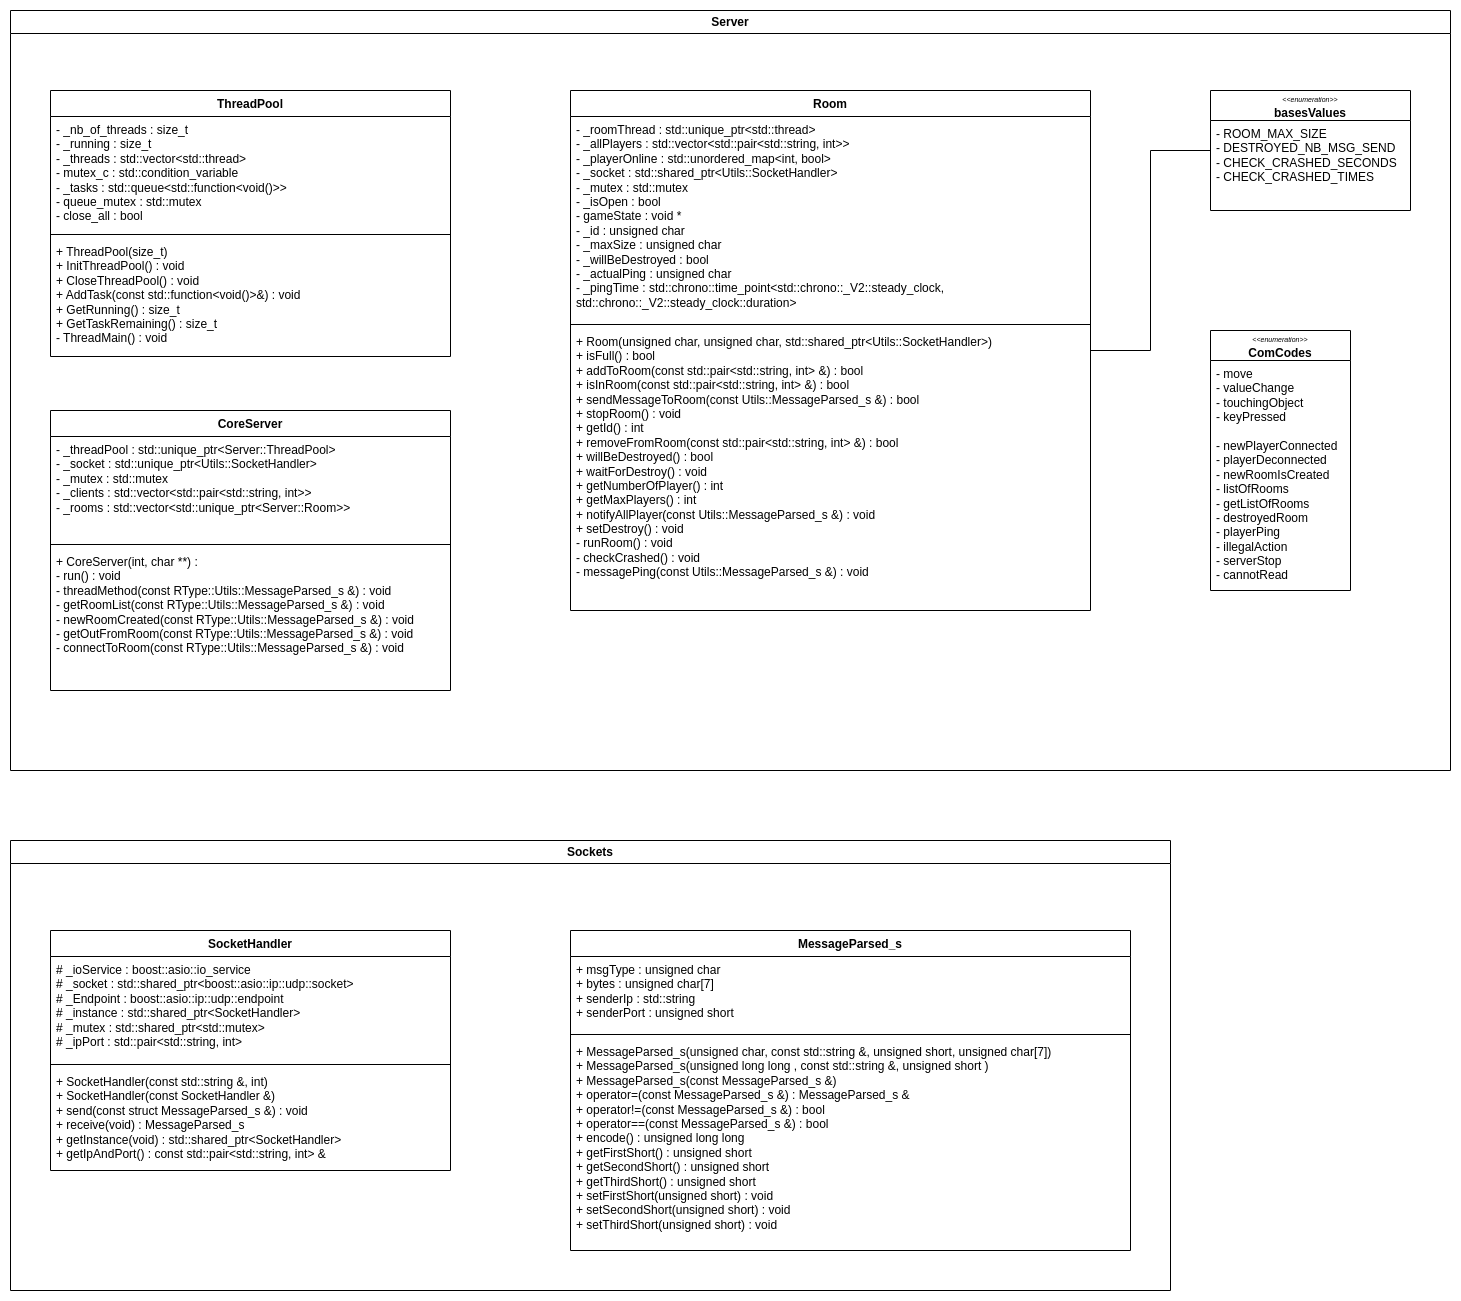 Server
ThreadPool
- _nb_of_threads : size_t
- _running : size_t
- _threads : std::vector<std::thread>
- mutex_c : std::condition_variable
- _tasks : std::queue<std::function<void()>>
- queue_mutex : std::mutex
- close_all : bool
+ ThreadPool(size_t)
+ InitThreadPool() : void
+ CloseThreadPool() : void
+ AddTask(const std::function<void()>&) : void
+ GetRunning() : size_t
+ GetTaskRemaining() : size_t
- ThreadMain() : void
CoreServer
- _threadPool : std::unique_ptr<Server::ThreadPool>
- _socket : std::unique_ptr<Utils::SocketHandler>
- _mutex : std::mutex
- _clients : std::vector<std::pair<std::string, int>>
- _rooms : std::vector<std::unique_ptr<Server::Room>>
+ CoreServer(int, char **) :
- run() : void
- threadMethod(const RType::Utils::MessageParsed_s &) : void
- getRoomList(const RType::Utils::MessageParsed_s &) : void
- newRoomCreated(const RType::Utils::MessageParsed_s &) : void
- getOutFromRoom(const RType::Utils::MessageParsed_s &) : void
- connectToRoom(const RType::Utils::MessageParsed_s &) : void
Room
- _roomThread : std::unique_ptr<std::thread>
- _allPlayers : std::vector<std::pair<std::string, int>>
- _playerOnline : std::unordered_map<int, bool>
- _socket : std::shared_ptr<Utils::SocketHandler>
- _mutex : std::mutex
- _isOpen : bool
- gameState : void *
- _id : unsigned char
- _maxSize : unsigned char
- _willBeDestroyed : bool
- _actualPing : unsigned char
- _pingTime : std::chrono::time_point<std::chrono::_V2::steady_clock,
std::chrono::_V2::steady_clock::duration>
+ Room(unsigned char, unsigned char, std::shared_ptr<Utils::SocketHandler>)
+ isFull() : bool
+ addToRoom(const std::pair<std::string, int> &) : bool
+ isInRoom(const std::pair<std::string, int> &) : bool
+ sendMessageToRoom(const Utils::MessageParsed_s &) : bool
+ stopRoom() : void
+ getId() : int
+ removeFromRoom(const std::pair<std::string, int> &) : bool
+ willBeDestroyed() : bool
+ waitForDestroy() : void
+ getNumberOfPlayer() : int
+ getMaxPlayers() : int
+ notifyAllPlayer(const Utils::MessageParsed_s &) : void
+ setDestroy() : void
- runRoom() : void
- checkCrashed() : void
- messagePing(const Utils::MessageParsed_s &) : void
<<enumeration>>
basesValues
- ROOM_MAX_SIZE
- DESTROYED_NB_MSG_SEND
- CHECK_CRASHED_SECONDS
- CHECK_CRASHED_TIMES
<<enumeration>>
ComCodes
- move
- valueChange
- touchingObject
- keyPressed
- newPlayerConnected
- playerDeconnected
- newRoomIsCreated
- listOfRooms
- getListOfRooms
- destroyedRoom
- playerPing
- illegalAction
- serverStop
- cannotRead
Sockets
SocketHandler
# _ioService : boost::asio::io_service
# _socket : std::shared_ptr<boost::asio::ip::udp::socket>
# _Endpoint : boost::asio::ip::udp::endpoint
# _instance : std::shared_ptr<SocketHandler>
# _mutex : std::shared_ptr<std::mutex>
# _ipPort : std::pair<std::string, int>
+ SocketHandler(const std::string &, int)
+ SocketHandler(const SocketHandler &)
+ send(const struct MessageParsed_s &) : void
+ receive(void) : MessageParsed_s
+ getInstance(void) : std::shared_ptr<SocketHandler>
+ getIpAndPort() : const std::pair<std::string, int> &
MessageParsed_s
+ msgType : unsigned char
+ bytes : unsigned char[7]
+ senderIp : std::string
+ senderPort : unsigned short
+ MessageParsed_s(unsigned char, const std::string &, unsigned short, unsigned char[7])
+ MessageParsed_s(unsigned long long , const std::string &, unsigned short )
+ MessageParsed_s(const MessageParsed_s &)
+ operator=(const MessageParsed_s &) : MessageParsed_s &
+ operator!=(const MessageParsed_s &) : bool
+ operator==(const MessageParsed_s &) : bool
+ encode() : unsigned long long
+ getFirstShort() : unsigned short
+ getSecondShort() : unsigned short
+ getThirdShort() : unsigned short
+ setFirstShort(unsigned short) : void
+ setSecondShort(unsigned short) : void
+ setThirdShort(unsigned short) : void